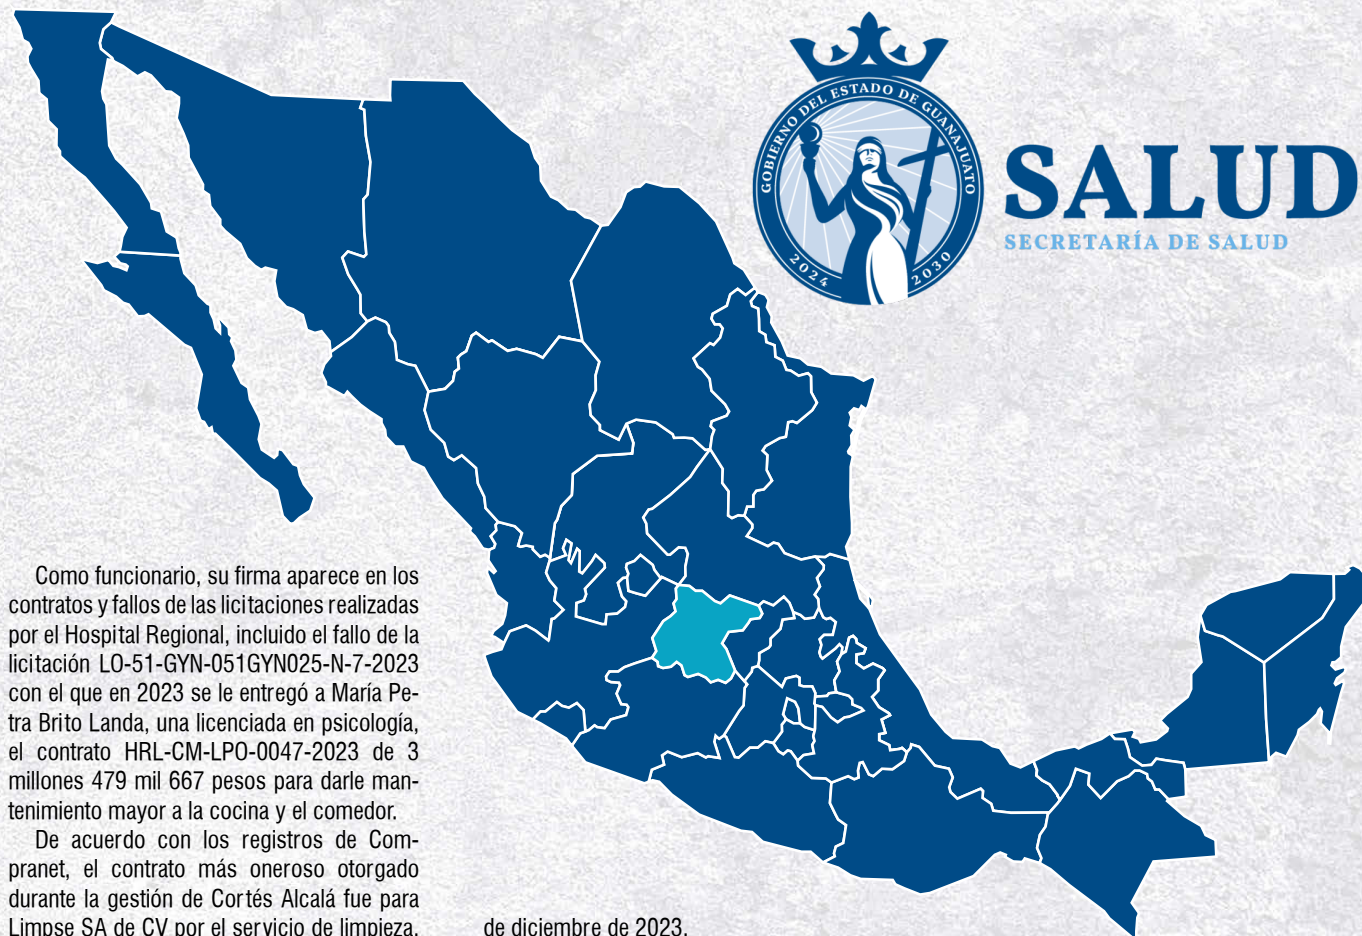 GOBIERNO DEL ESTADO DE GUANAJUATO
2024 2030
SALUD
SECRETARÍA DE SALUD
Como funcionario, su firma aparece en los
contratos y fallos de las licitaciones realizadas
por el Hospital Regional, incluido el fallo de la
licitación LO-51-GYN-051GYN025-N-7-2023
con el que en 2023 se le entregó a María Pe-
tra Brito Landa, una licenciada en psicología,
el contrato HRL-CM-LPO-0047-2023 de 3
millones 479 mil 667 pesos para darle man-
tenimiento mayor a la cocina y el comedor.
De acuerdo con los registros de Com-
pranet, el contrato más oneroso otorgado
durante la gestión de Cortés Alcalá fue para
Limpse SA de CV por el servicio de limpieza,
de diciembre de 2023.